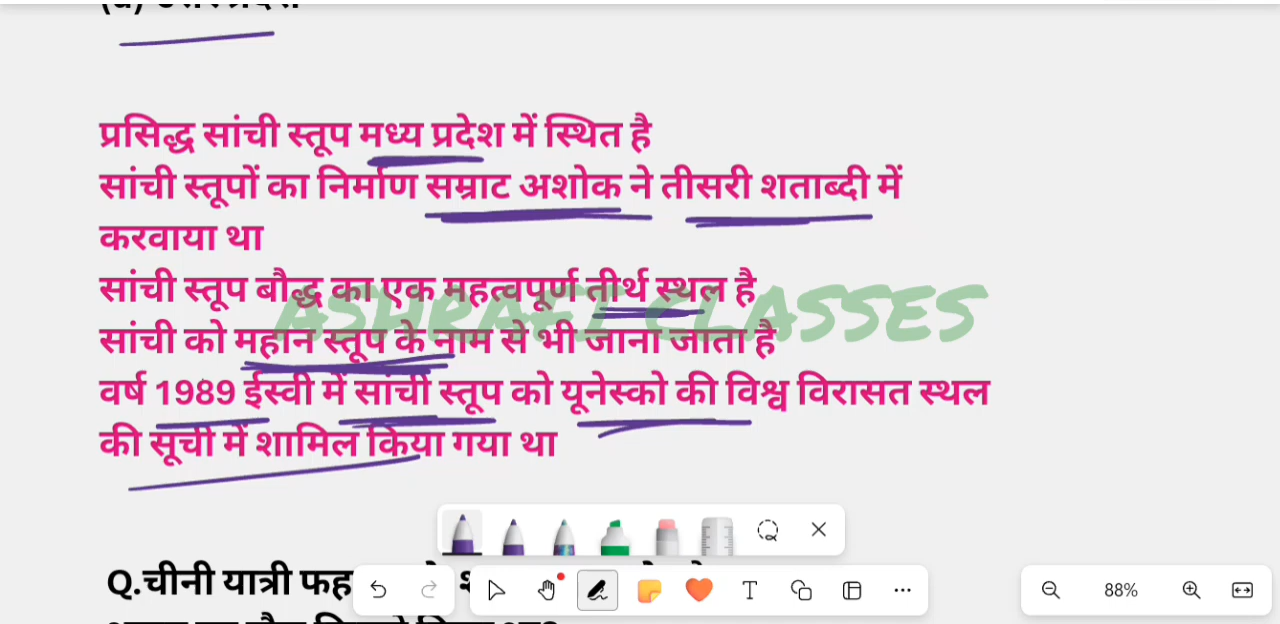 प्रसिद्ध सांची स्तूप मध्य प्रदेश में स्थित है
सांची स्तूपों का निर्माण सम्राट अशोक ने तीसरी शताब्दी में
करवाया था
सांची स्तूप बौद्ध का एक महत्वपूर्ण तीर्थ स्थल है
ASHRAFI CLASSES
सांची को महान स्तूप के नाम से भी जाना जाता है
वर्ष 1989 ईस्वी में सांची स्तूप को यूनेस्को की विश्व विरासत स्थल
की सूची में शामिल किया गया था
Q.चीनी यात्री
T
88%